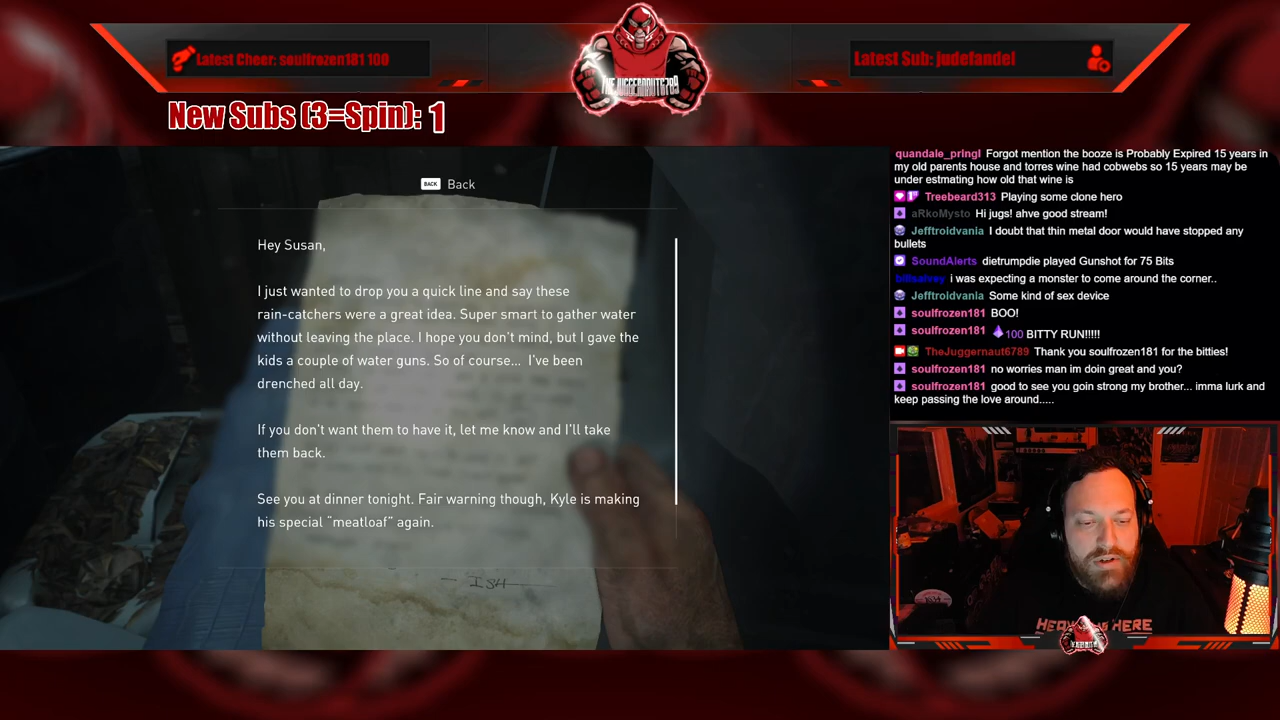 Latest Cheer: soulfrozen181 100
THEJUGGERNAUT6789
Latest Sub: judefandel
New Subs (3=Spin): 1
BACK Back
Hey Susan,
I just wanted to drop you a quick line and say these
rain-catchers were a great idea. Super smart to gather water
without leaving the place. I hope you don't mind, but I gave the
kids a couple of water guns. So of course... I've been
drenched all day.
If you don't want them to have it, let me know and I'll take
them back.
See you at dinner tonight. Fair warning though, Kyle is making
his special "meatloaf" again.
ISH
quandale_pringl Forgot mention the booze is Probably Expired 15 years in
my old parents house and torres wine had cobwebs so 15 years may be
under estmating how old that wine is
Treebeard313 Playing some clone hero
aRkoMysto Hi jugs! ahve good stream!
Jefftroidvania I doubt that thin metal door would have stopped any
bullets
SoundAlerts dietrumpdie played Gunshot for 75 Bits
i was expecting a monster to come around the corner..
Jefftroidvania Some kind of sex device
soulfrozen181 BOO!
soulfrozen181 100 BITTY RUN!!!!!
TheJuggernaut6789 Thank you soulfrozen181 for the bitties!
soulfrozen181 no worries man im doin great and you?
soulfrozen181 good to see you goin strong my brother... imma lurk and
keep passing the love around.....
HERE